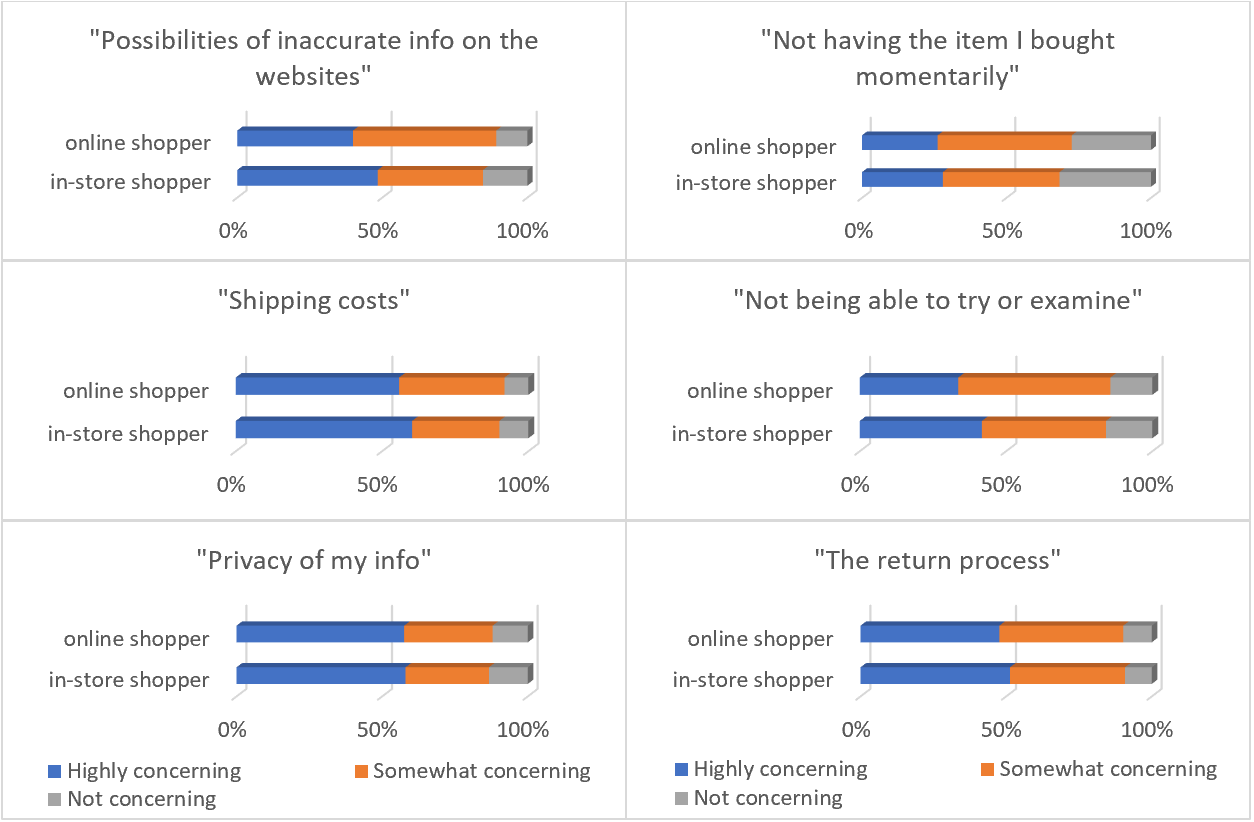 "Possibilities of inaccurate info on the
websites"
online shopper
in-store shopper
0%
50%
100%
"Not having the item I bought
momentarily"
online shopper
in-store shopper
0%
50%
100%
"Shipping costs"
online shopper
in-store shopper
0%
50%
100%
"Not being able to try or examine"
online shopper
in-store shopper
0%
50%
100%
"Privacy of my info"
online shopper
in-store shopper
0%
50%
100%
Highly concerning
Somewhat concerning
Not concerning
"The return process"
online shopper
in-store shopper
0%
50%
100%
Highly concerning
Somewhat concerning
Not concerning